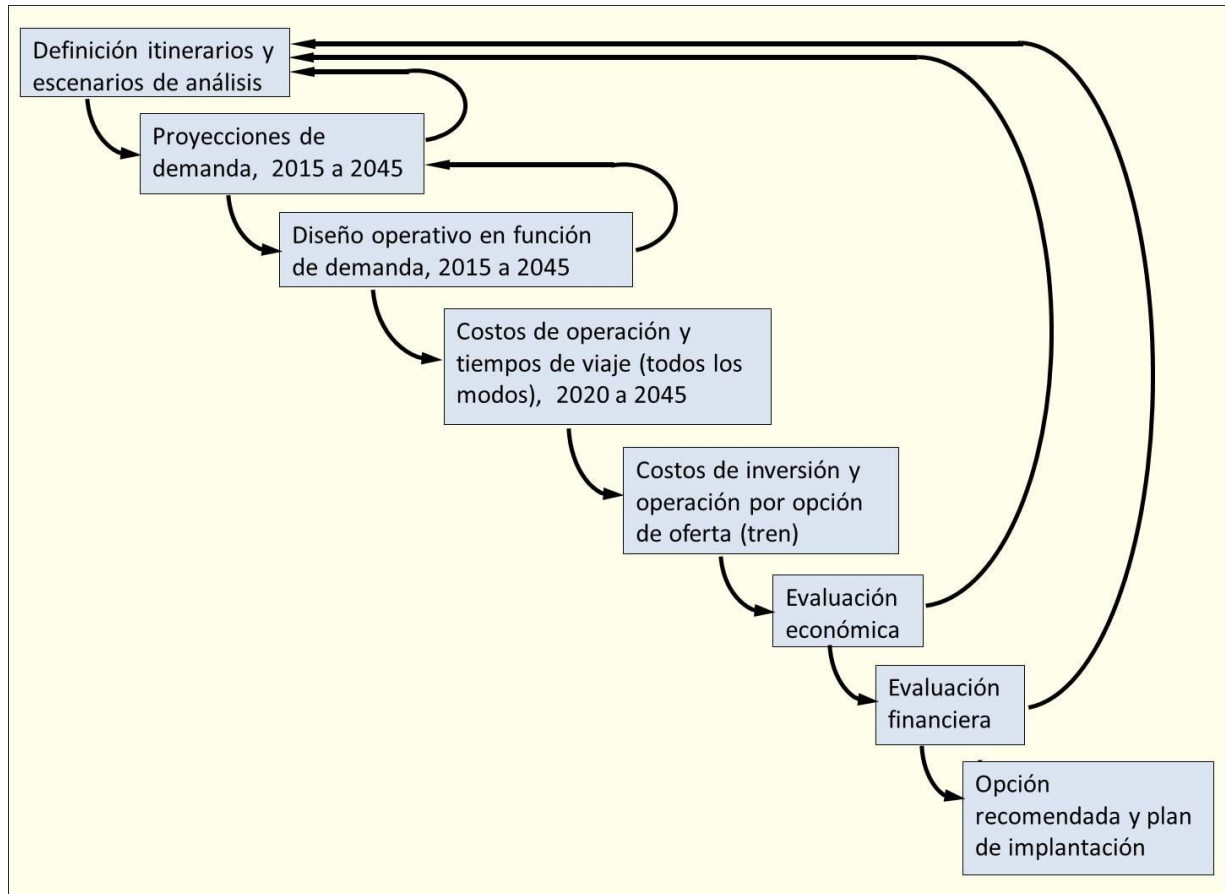 Definición itinerarios y
escenarios de análisis
Proyecciones de
demanda, 2015 a 2045
Diseño operativo en función
de demanda, 2015 a 2045
Costos de operación y
tiempos de viaje (todos los
modos), 2020 a 2045
Costos de inversión y
operación por opción
de oferta (tren)
Evaluación
económica
Evaluación
financiera
Opción
recomendada y plan
de implantación